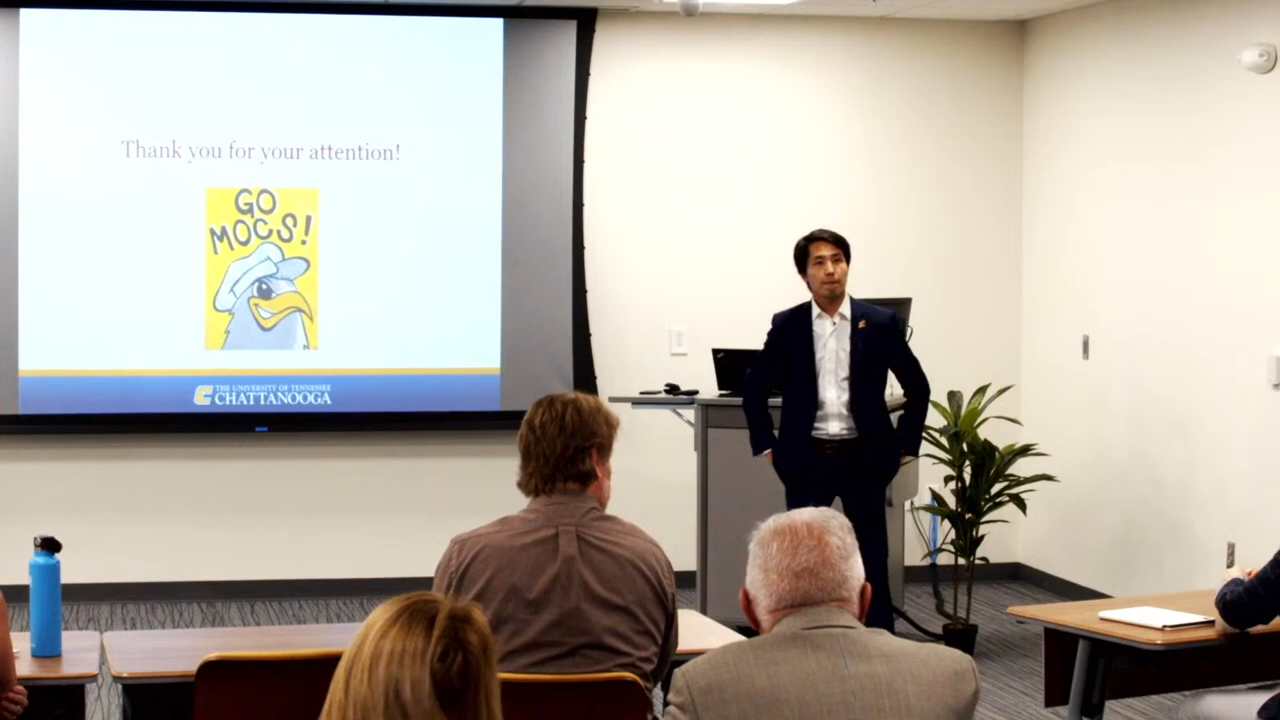 Thank you for your attention!
GO
MOCS!
THE UNIVERSITY OF TENNESSEE
CHATTANOOGA